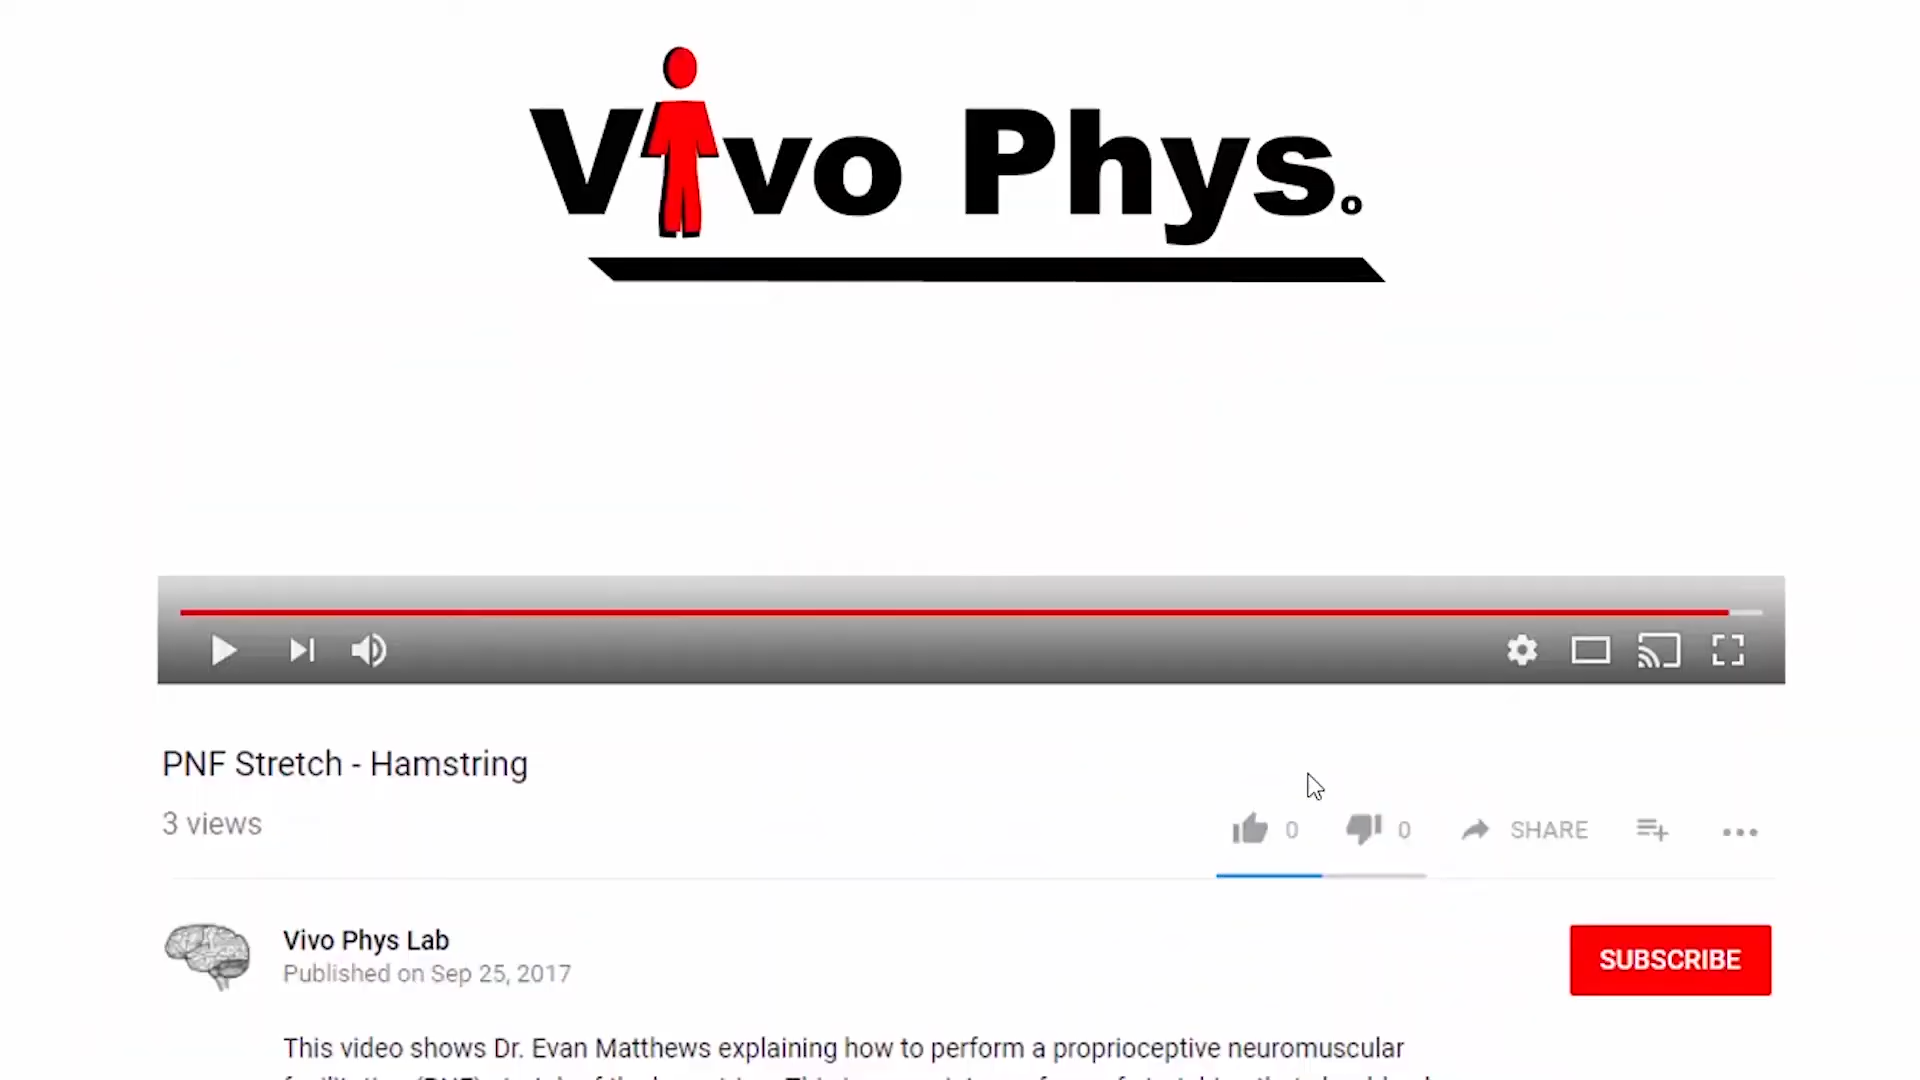 Vivo Phys.
PNF Stretch - Hamstring
3 views
0
0
SHARE
Vivo Phys Lab
Published on Sep 25, 2017
SUBSCRIBE
This video shows Dr. Evan Matthews explaining how to perform a proprioceptive neuromuscular